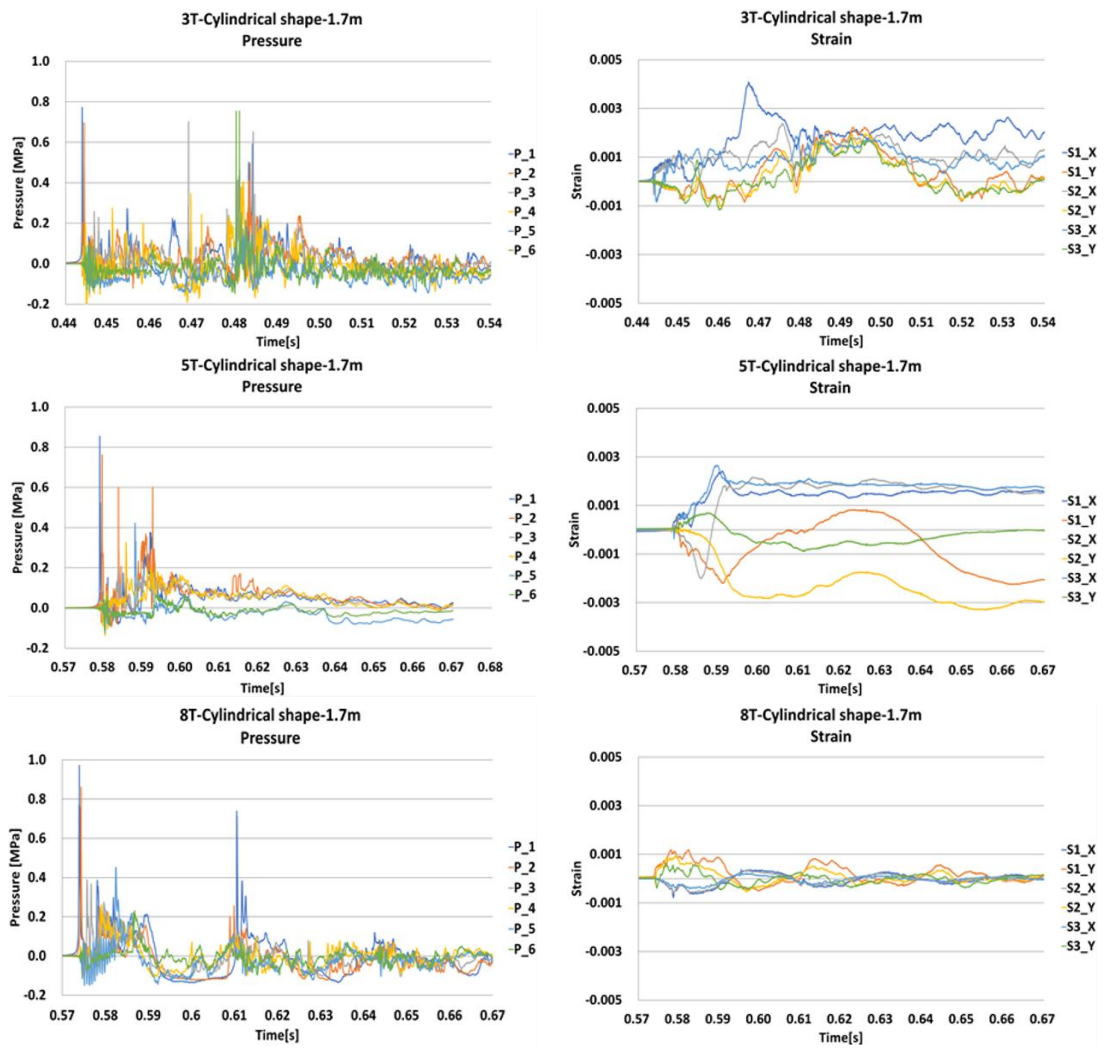 3T-Cylindrical shape-1.7m
Pressure
1.0
0.8
0.6
0.4
0.2
0.0
-0.2
Pressure [MPa]
0.44 0.45 0.46 0.47 0.48 0.49 0.50 0.51 0.52 0.53 0.54
Time[s]
P_1
P_2
P_3
P_4
P_5
P_6
3T-Cylindrical shape-1.7m
Strain
0.005
0.003
0.001
-0.001
-0.003
-0.005
Strain
0.44 0.45 0.46 0.47 0.48 0.49 0.50 0.51 0.52 0.53 0.54
Time[s]
S1_X
S1_Y
S2_X
S2_Y
S3_X
S3_Y
5T-Cylindrical shape-1.7m
Pressure
1.0
0.8
0.6
0.4
0.2
0.0
-0.2
Pressure [MPa]
0.57 0.58 0.59 0.60 0.61 0.62 0.63 0.64 0.65 0.66 0.67 0.68
Time[s]
P_1
P_2
P_3
P_4
P_5
P_6
5T-Cylindrical shape-1.7m
Strain
0.005
0.003
0.001
-0.001
-0.003
-0.005
Strain
0.57 0.58 0.59 0.60 0.61 0.62 0.63 0.64 0.65 0.66 0.67
Time[s]
S1_X
S1_Y
S2_X
S2_Y
S3_X
S3_Y
8T-Cylindrical shape-1.7m
Pressure
1.0
0.8
0.6
0.4
0.2
0.0
-0.2
Pressure [MPa]
0.57 0.58 0.59 0.60 0.61 0.62 0.63 0.64 0.65 0.66 0.67
Time[s]
P_1
P_2
P_3
P_4
P_5
P_6
8T-Cylindrical shape-1.7m
Strain
0.005
0.003
0.001
-0.001
-0.003
-0.005
Strain
0.57 0.58 0.59 0.60 0.61 0.62 0.63 0.64 0.65 0.66 0.67
Time[s]
S1_X
S1_Y
S2_X
S2_Y
S3_X
S3_Y